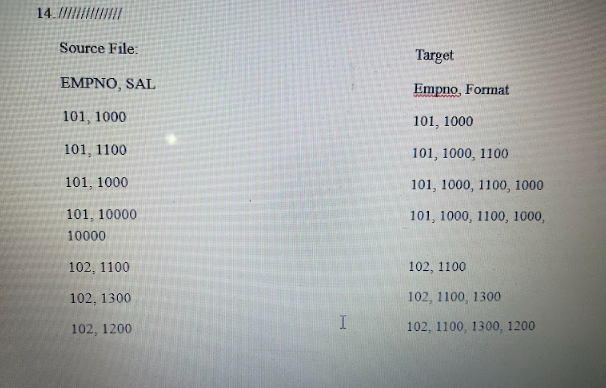 14.//////////////
Source File:
EMPNO, SAL
101, 1000
101, 1100
101, 1000
101, 10000
10000
102, 1100
102, 1300
102, 1200
Target
Empno, Format
101, 1000
101, 1000, 1100
101, 1000, 1100, 1000
101, 1000, 1100, 1000,
102, 1100
102, 1100, 1300
102, 1100, 1300, 1200